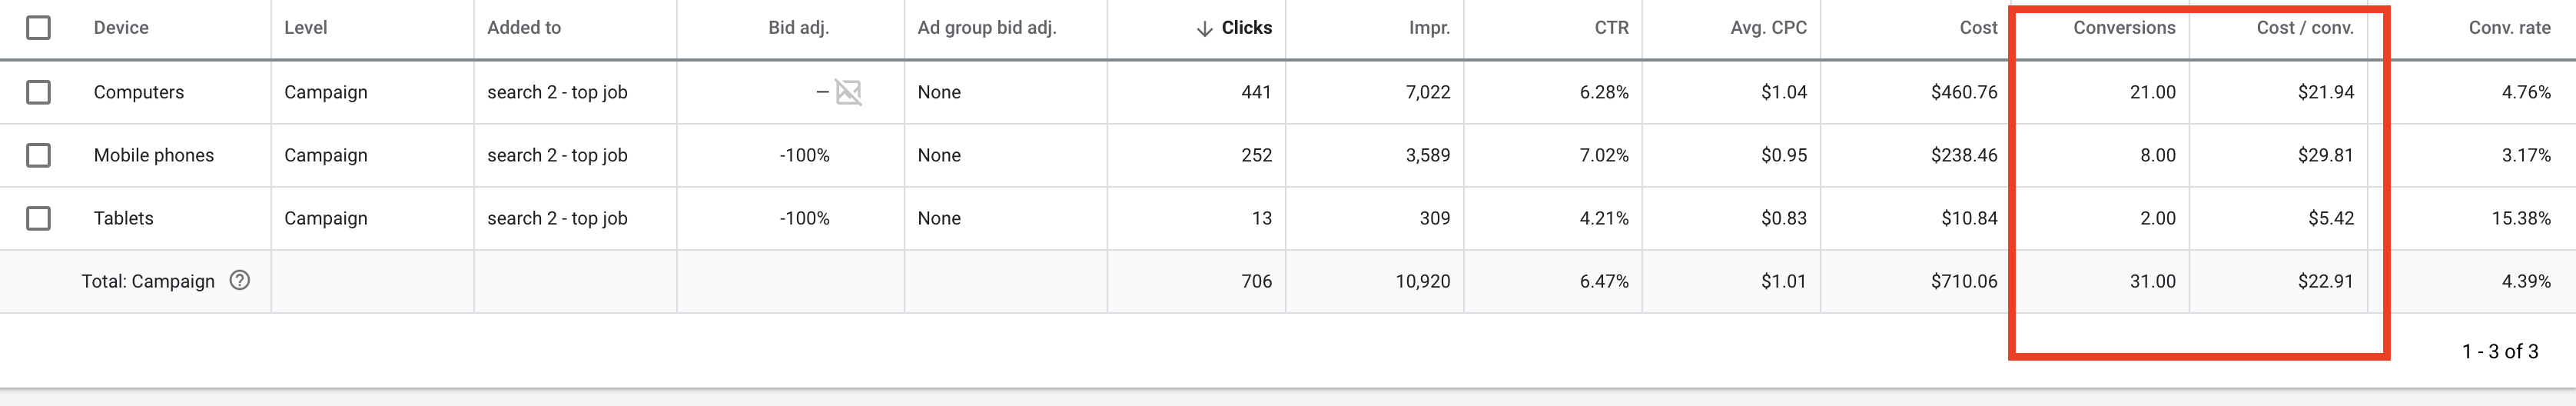 Device Level Added to Bid adj. Ad group bid adj. Clicks Impr. CTR Avg. CPC Cost Conversions Cost / conv. Conv. rate
Computers Campaign search 2 - top job – None 441 7,022 6.28% $1.04 $460.76 21.00 $21.94 4.76%
Mobile phones Campaign search 2 - top job -100% None 252 3,589 7.02% $0.95 $238.46 8.00 $29.81 3.17%
Tablets Campaign search 2 - top job -100% None 13 309 4.21% $0.83 $10.84 2.00 $5.42 15.38%
Total: Campaign ? 706 10,920 6.47% $1.01 $710.06 31.00 $22.91 4.39%
1 - 3 of 3